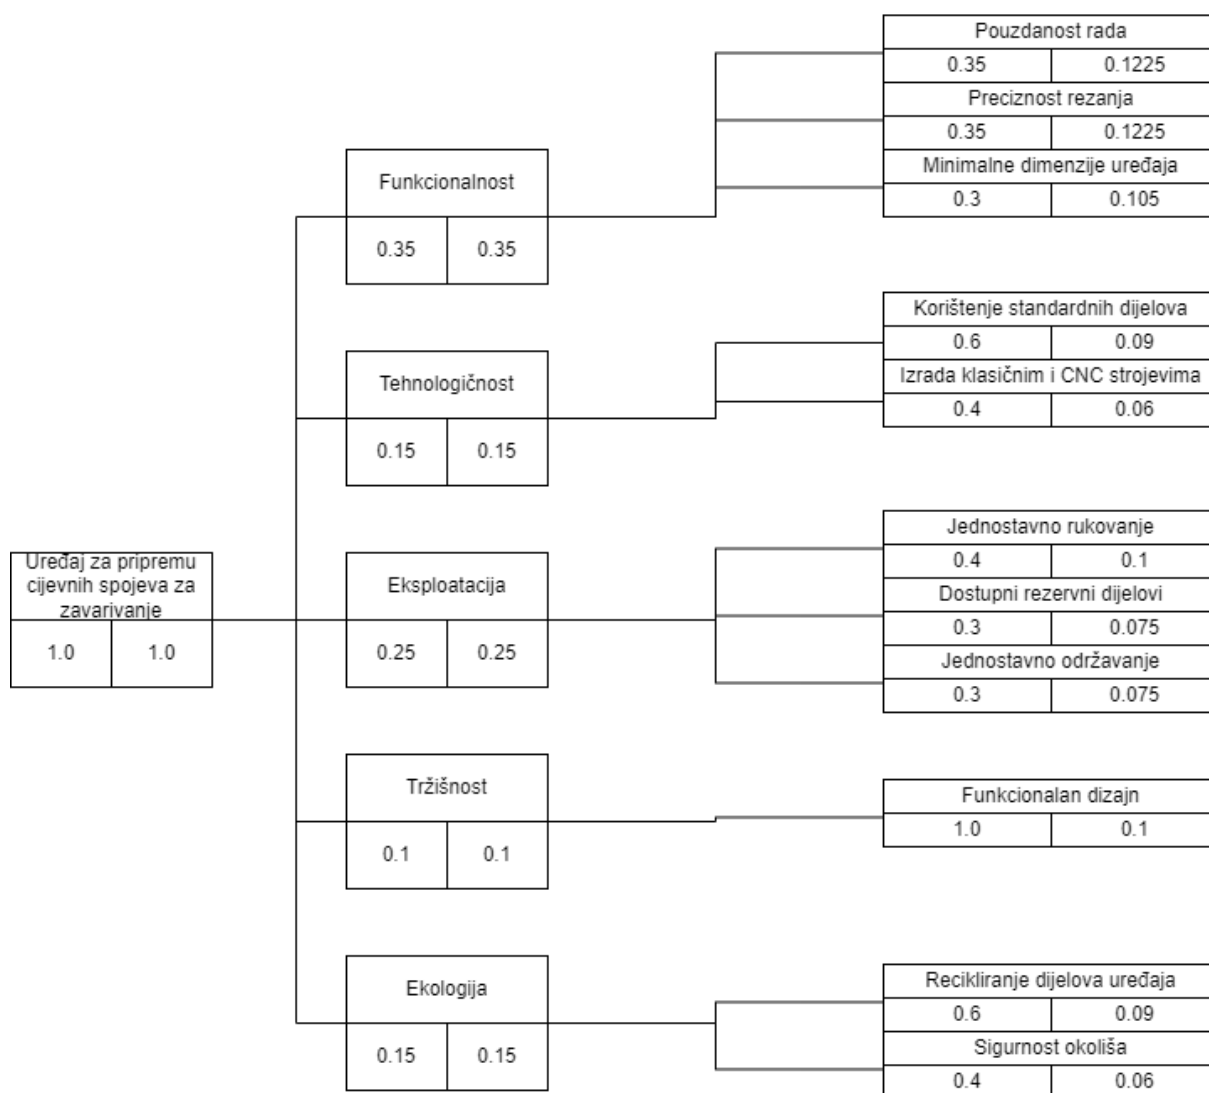 Pouzdanost rada
0.35 0.1225
Preciznost rezanja
0.35 0.1225
Minimalne dimenzije uređaja
0.3 0.105
Funkcionalnost
0.35 0.35
Korištenje standardnih dijelova
0.6 0.09
Izrada klasičnim i CNC strojevima
0.4 0.06
Tehnologičnost
0.15 0.15
Uređaj za pripremu
cijevnih spojeva za
zavarivanje
1.0 1.0
Jednostavno rukovanje
0.4 0.1
Dostupni rezervni dijelovi
0.3 0.075
Jednostavno održavanje
0.3 0.075
Eksploatacija
0.25 0.25
Tržišnost
0.1 0.1
Funkcionalan dizajn
1.0 0.1
Ekologija
0.15 0.15
Recikliranje dijelova uređaja
0.6 0.09
Sigurnost okoliša
0.4 0.06